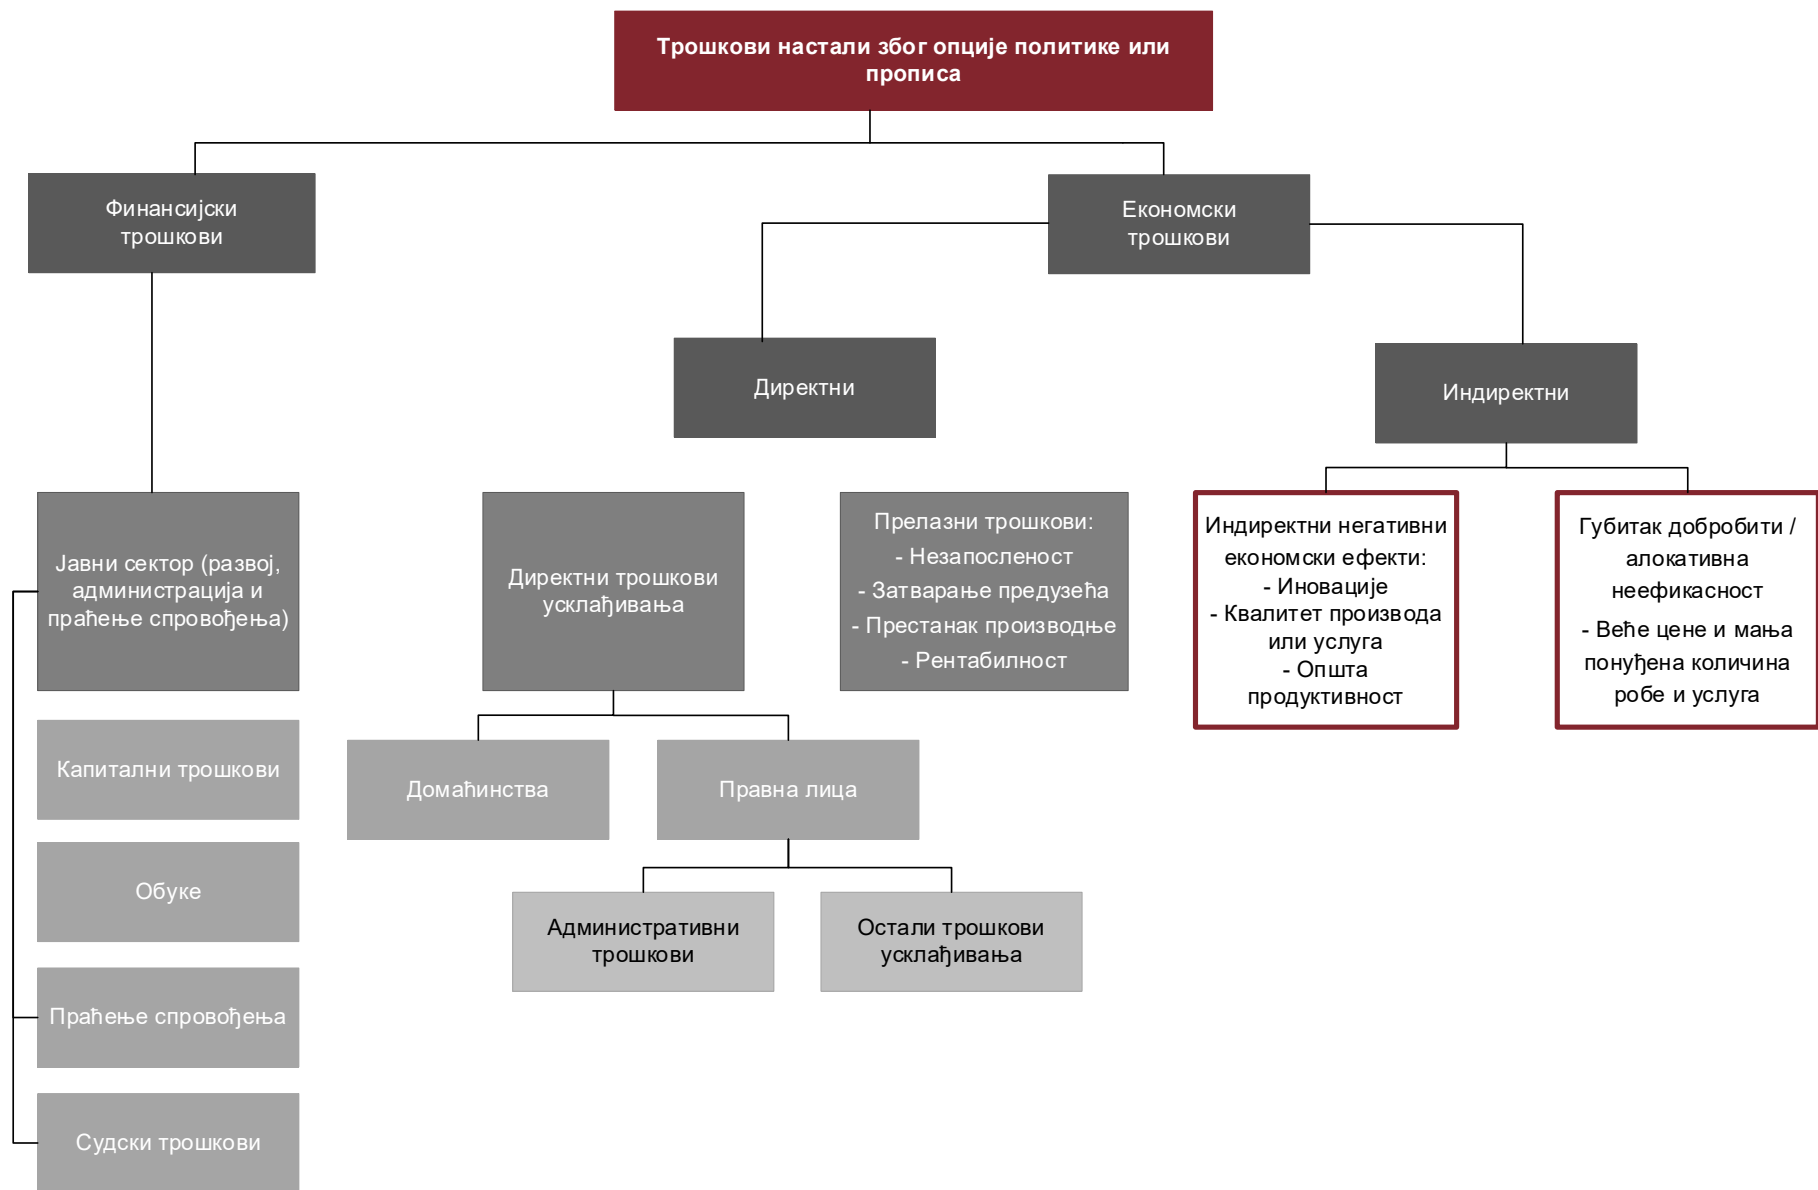 Трошкови настали због опције политике или
прописа
Финансијски
трошкови
Економски
трошкови
Директни
Индиректни
Јавни сектор (развој,
администрација и
праћење спровођења)
Директни трошкови
усклађивања
Прелазни трошкови:
- Незапосленост
- Затварање предузећа
- Престанак производње
- Рентабилност
Индиректни негативни
економски ефекти:
- Иновације
- Квалитет производа
или услуга
- Општа
продуктивност
Губитак добробити /
алокативна
неефикасност
- Веће цене и мања
понуђена количина
робе и услуга
Капитални трошкови
Домаћинства
Правна лица
Обуке
Административни
трошкови
Остали трошкови
усклађивања
Праћење спровођења
Судски трошкови